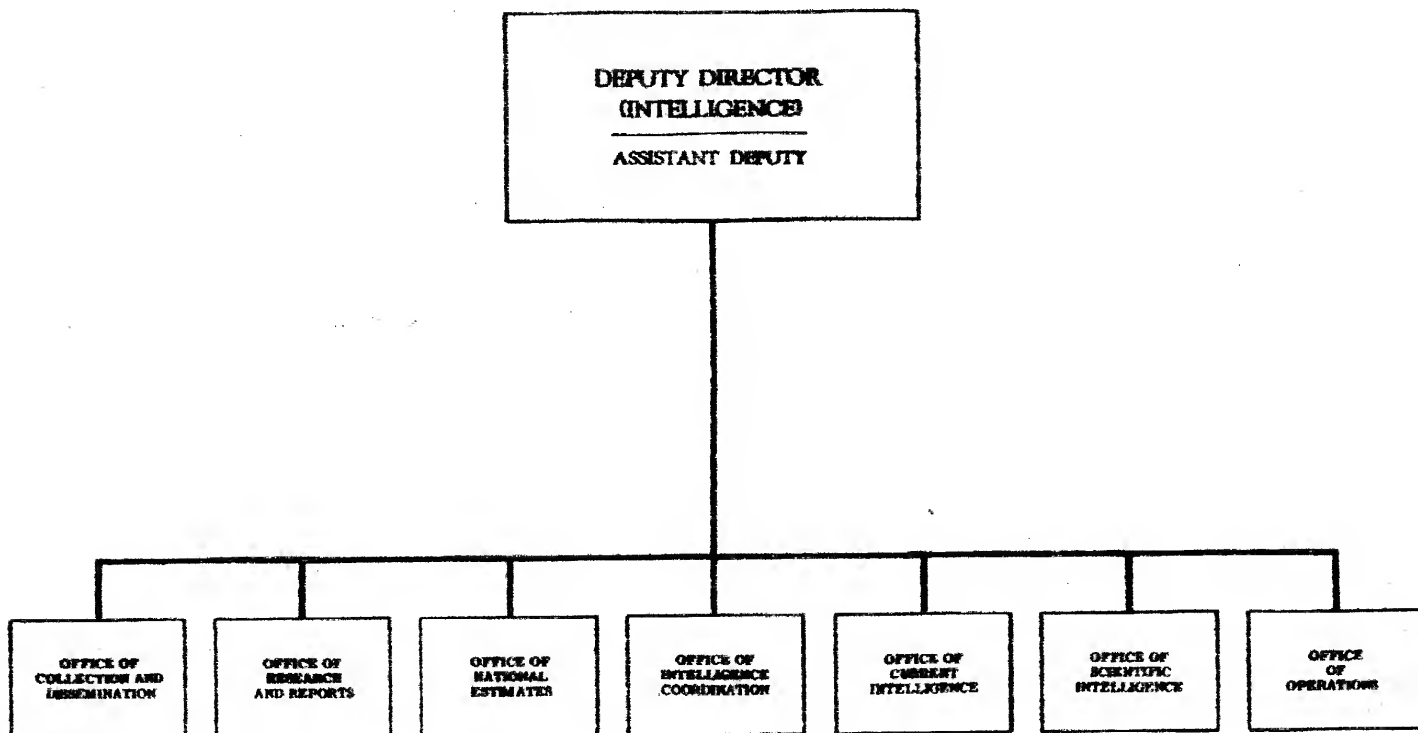 DEPUTY DIRECTOR
(INTELLIGENCE)
ASSISTANT DEPUTY
OFFICE OF
COLLECTION AND
DISSEMINATION
OFFICE OF
RESEARCH
AND REPORTS
OFFICE OF
NATIONAL
ESTIMATES
OFFICE OF
INTELLIGENCE
COORDINATION
OFFICE OF
CURRENT
INTELLIGENCE
OFFICE OF
SCIENTIFIC
INTELLIGENCE
OFFICE
OF
OPERATIONS